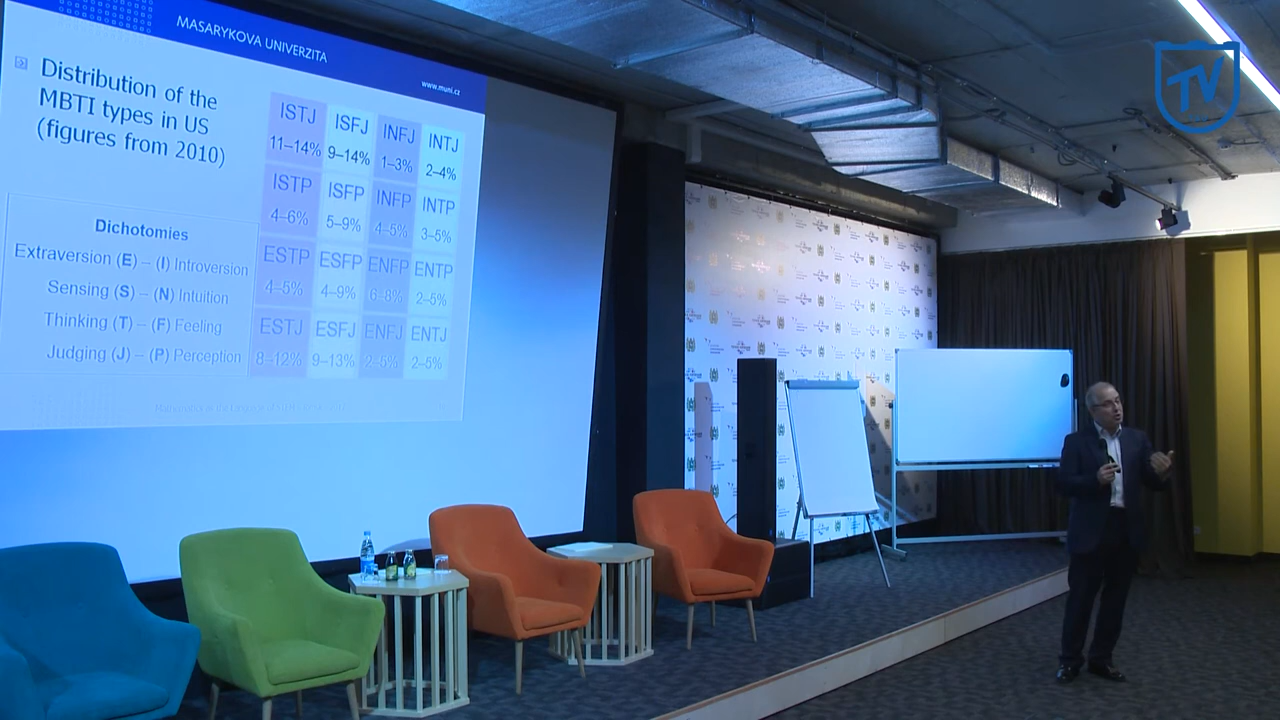 MASARYKOVA UNIVERZITA
www.muni.cz
Distribution of the
MBTI types in US
(figures from 2010)
ISTJ ISFJ INFJ INTJ
11–14% 9–14% 1–3% 2–4%
ISTP ISFP INFP INTP
4–6% 5–9% 4–5% 3–5%
ESTP ESFP ENFP ENTP
4–5% 4–9% 6–8% 2–5%
ESTJ ESFJ ENFJ ENTJ
8–12% 9–13% 2–5% 2–5%
Dichotomies
Extraversion (E) – (I) Introversion
Sensing (S) – (N) Intuition
Thinking (T) – (F) Feeling
Judging (J) – (P) Perception
TV